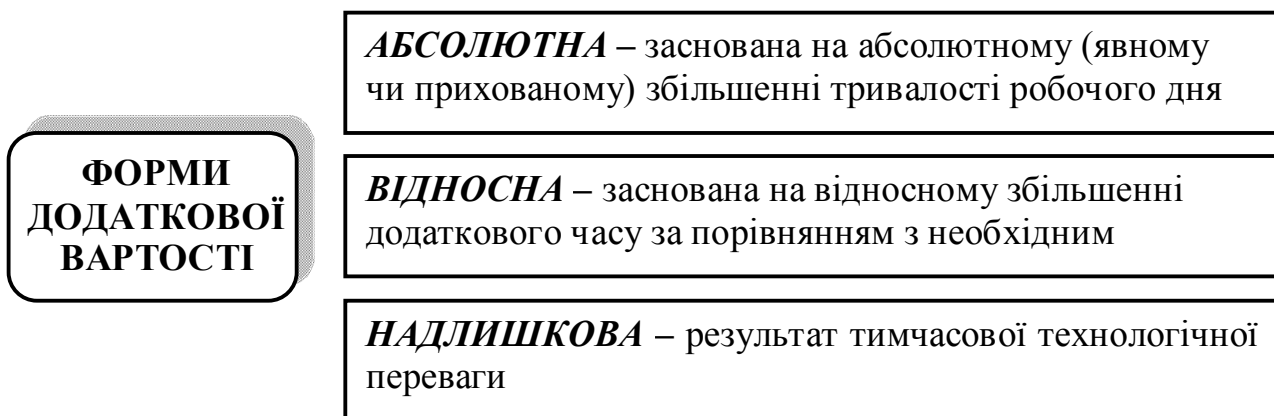 ФОРМИ
ДОДАТКОВОЇ
ВАРТОСТІ
АБСОЛЮТНА – заснована на абсолютному (явному
чи прихованому) збільшенні тривалості робочого дня
ВІДНОСНА – заснована на відносному збільшенні
додаткового часу за порівнянням з необхідним
НАДЛИШКОВА – результат тимчасової технологічної
переваги